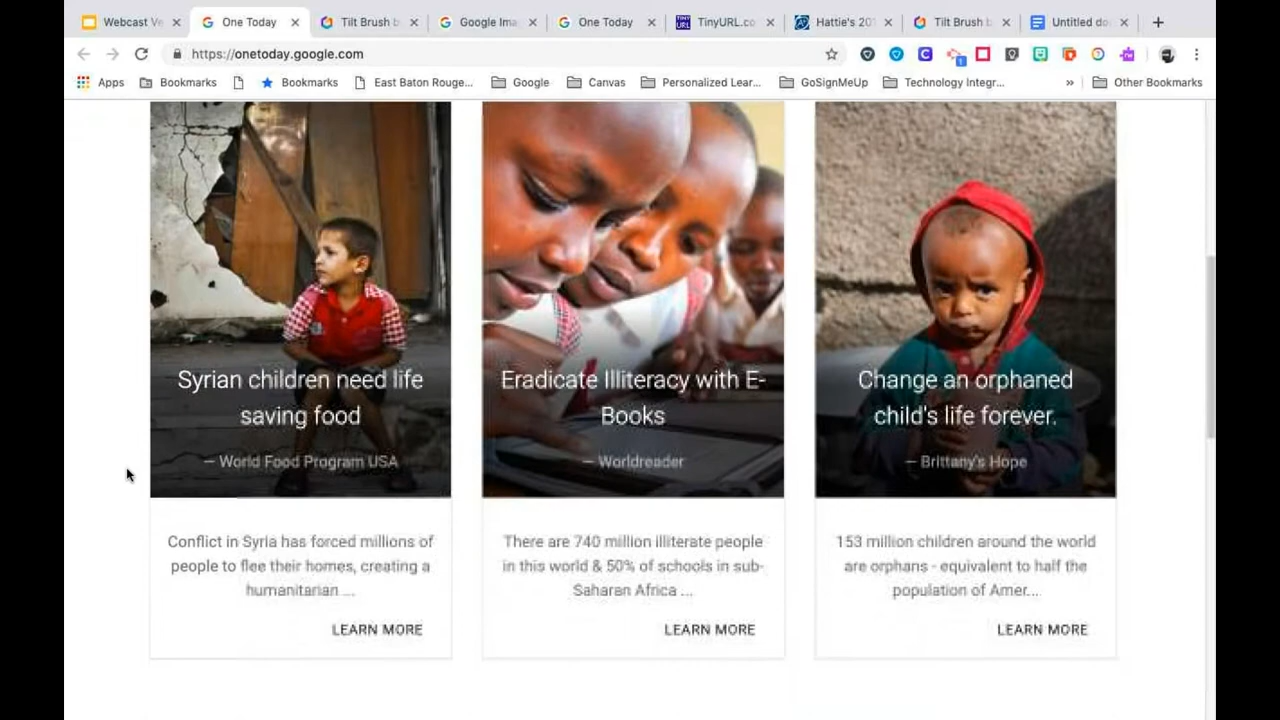 Webcast Ve
One Today
Tilt Brush b
Google Ima
One Today
TinyURL.co
Hattie's 201
Tilt Brush b
Untitled do
https://onetoday.google.com
Apps
Bookmarks
Bookmarks
East Baton Rouge...
Google
Canvas
Personalized Lear...
GoSignMeUp
Technology Integr...
»
Other Bookmarks
Syrian children need life
saving food
— World Food Program USA
Conflict in Syria has forced millions of
people to flee their homes, creating a
humanitarian ...
LEARN MORE
Eradicate Illiteracy with E-
Books
— Worldreader
There are 740 million illiterate people
in this world & 50% of schools in sub-
Saharan Africa ...
LEARN MORE
Change an orphaned
child's life forever.
— Brittany's Hope
153 million children around the world
are orphans - equivalent to half the
population of Amer...
LEARN MORE